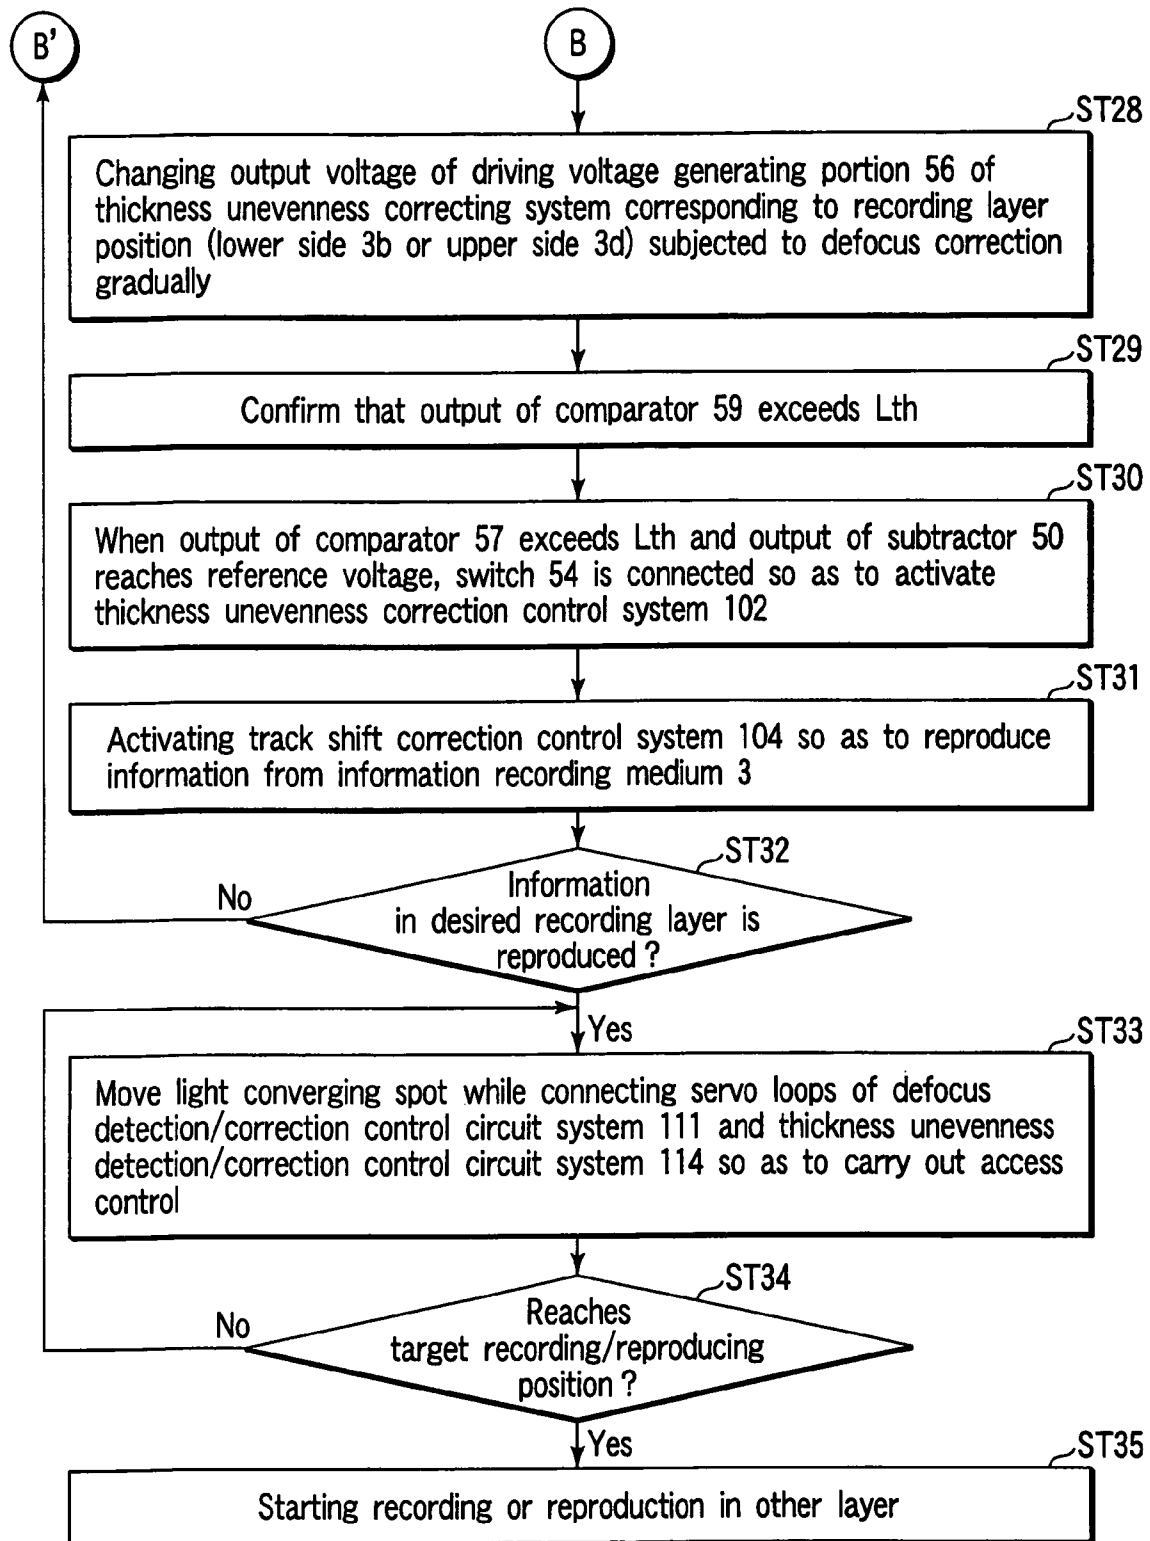 B'
B
ST28
Changing output voltage of driving voltage generating portion 56 of
thickness unevenness correcting system corresponding to recording layer
position (lower side 3b or upper side 3d) subjected to defocus correction
gradually
ST29
Confirm that output of comparator 59 exceeds Lth
ST30
When output of comparator 57 exceeds Lth and output of subtractor 50
reaches reference voltage, switch 54 is connected so as to activate
thickness unevenness correction control system 102
ST31
Activating track shift correction control system 104 so as to reproduce
information from information recording medium 3
ST32
Information
in desired recording layer is
reproduced ?
No
Yes
ST33
Move light converging spot while connecting servo loops of defocus
detection/correction control circuit system 111 and thickness unevenness
detection/correction control circuit system 114 so as to carry out access
control
ST34
Reaches
target recording/reproducing
position ?
No
Yes
ST35
Starting recording or reproduction in other layer